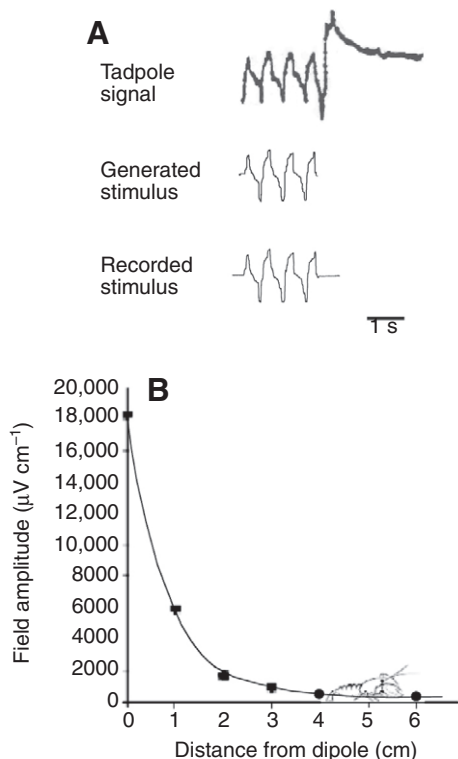 A
Tadpole
signal
Generated
stimulus
Recorded
stimulus
1 s
B
Field amplitude (µV cm⁻¹)
20,000
18,000
16,000
14,000
12,000
10,000
8000
6000
4000
2000
0
0 1 2 3 4 5 6
Distance from dipole (cm)